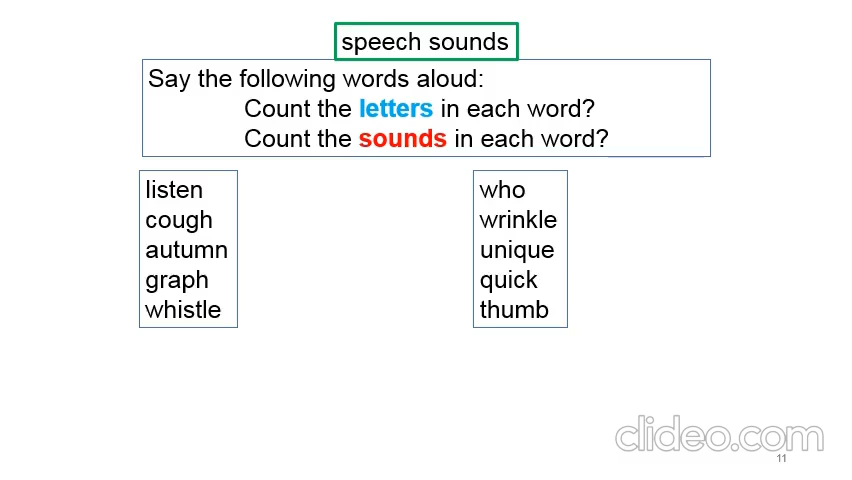 speech sounds
Say the following words aloud:
Count the letters in each word?
Count the sounds in each word?
listen
cough
autumn
graph
whistle
who
wrinkle
unique
quick
thumb
clideo.com
11